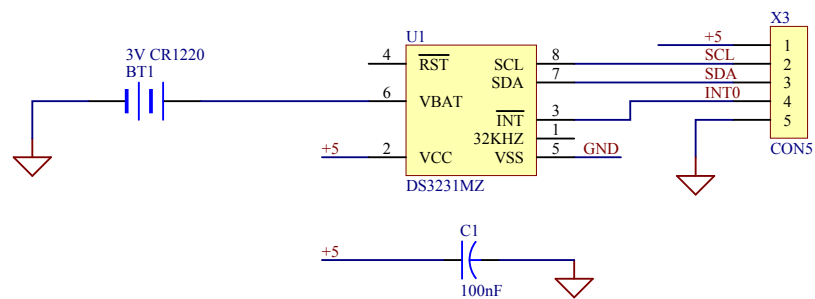 X3
U1
3V CR1220
BT1
4 RST SCL 8
SDA 7
6 VBAT
INT 3
32KHZ 1
+5 2 VCC VSS 5 GND
DS3231MZ
+5 1
SCL 2
SDA 3
INT0 4
5
CON5
C1
+5
100nF